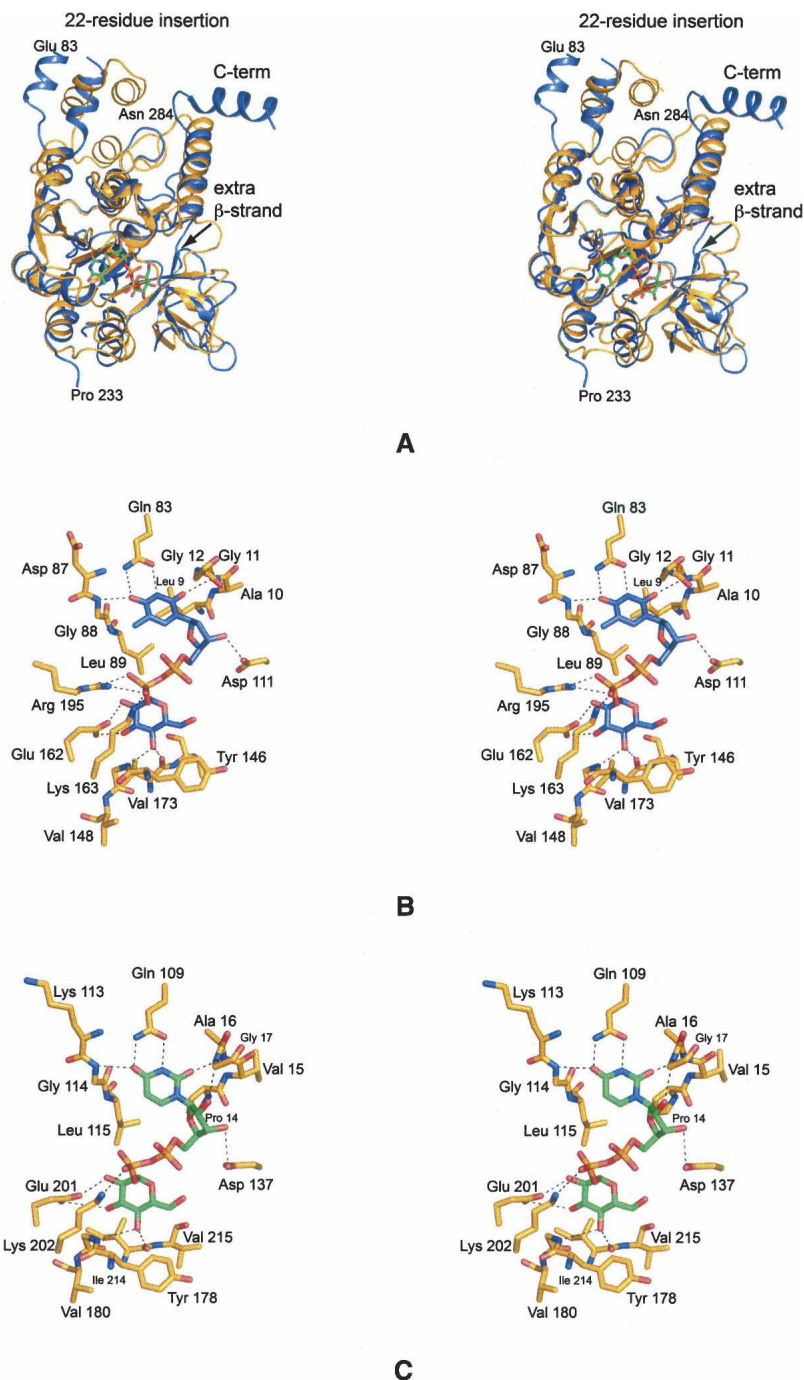 22-residue insertion
22-residue insertion
Glu 83
Glu 83
C-term
C-term
Asn 284
Asn 284
extra
β-strand
extra
β-strand
Pro 233
Pro 233
A
Gln 83
Gln 83
Asp 87
Gly 12
Gly 11
Asp 87
Gly 12
Gly 11
Leu 9
Leu 9
Ala 10
Ala 10
Gly 88
Gly 88
Leu 89
Leu 89
Asp 111
Asp 111
Arg 195
Arg 195
Glu 162
Tyr 146
Glu 162
Tyr 146
Lys 163
Lys 163
Val 173
Val 173
Val 148
Val 148
B
Gln 109
Gln 109
Lys 113
Lys 113
Ala 16
Ala 16
Gly 17
Gly 17
Val 15
Val 15
Gly 114
Gly 114
Pro 14
Pro 14
Leu 115
Leu 115
Glu 201
Asp 137
Glu 201
Asp 137
Lys 202
Val 215
Lys 202
Val 215
Ile 214
Ile 214
Tyr 178
Tyr 178
Val 180
Val 180
C